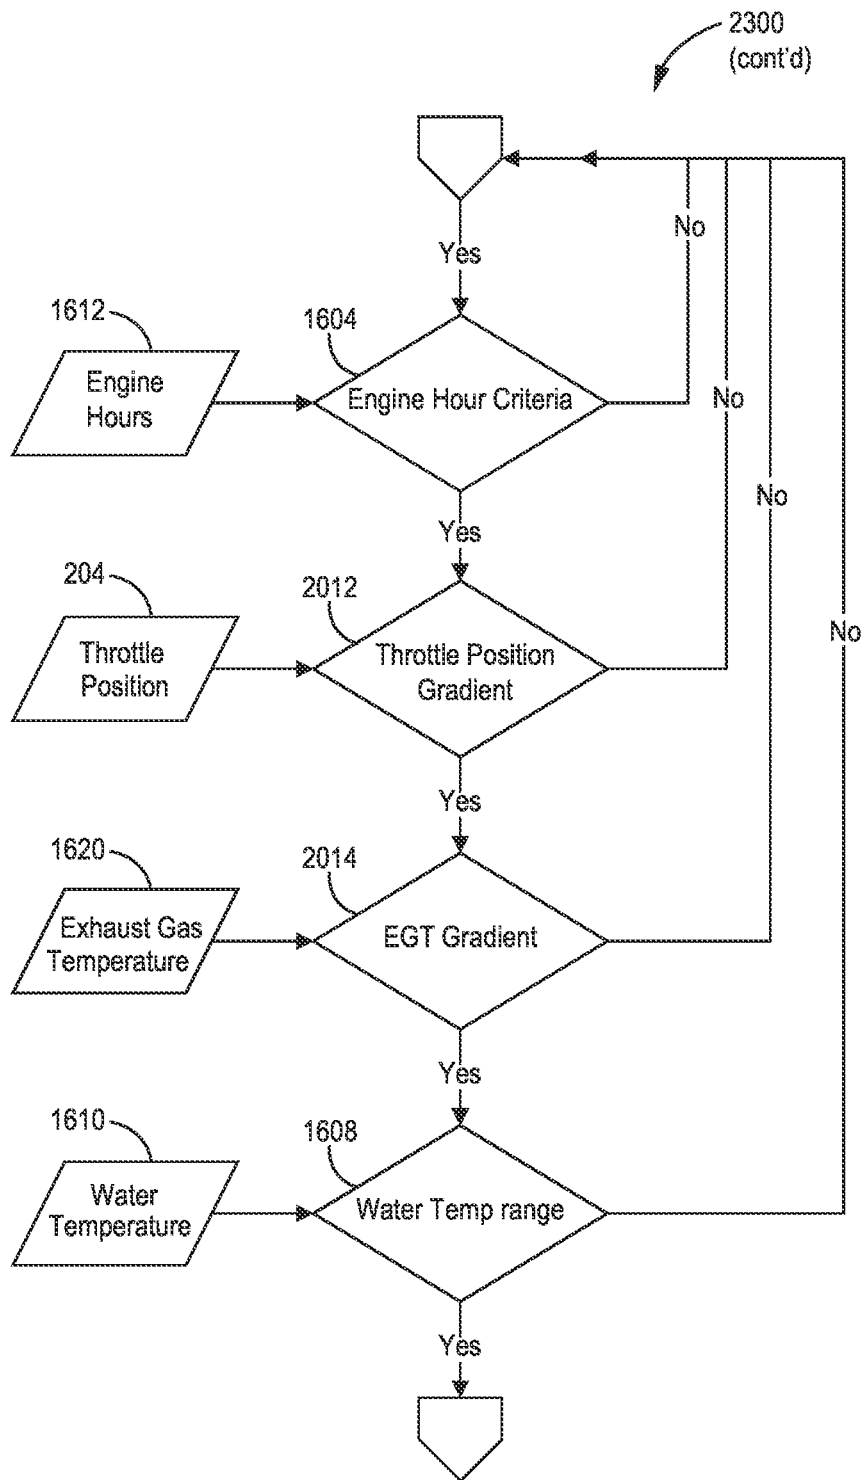 2300
(cont'd)
Yes
No
1612
1604
Engine
Hours
Engine Hour Criteria
No
Yes
No
204
2012
Throttle
Position
Throttle Position
Gradient
No
Yes
1620
2014
Exhaust Gas
Temperature
EGT Gradient
Yes
1610
1608
Water
Temperature
Water Temp range
Yes